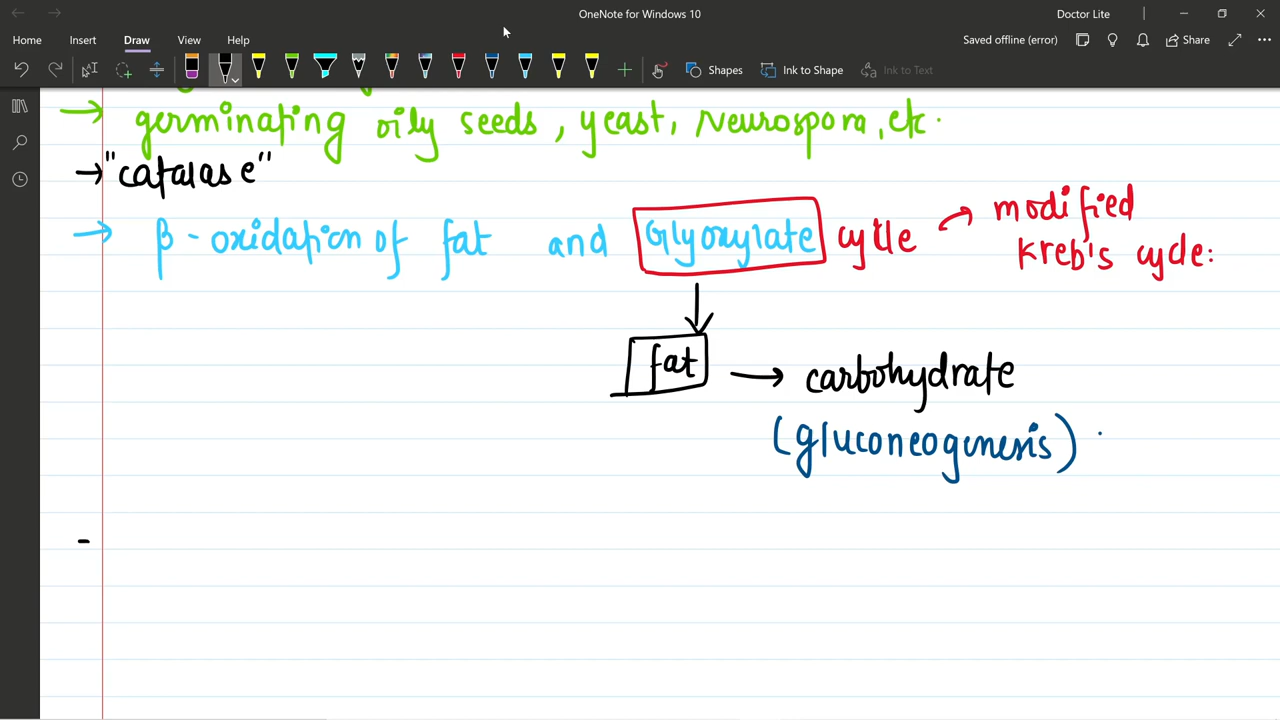 OneNote for Windows 10
Doctor Lite
Home Insert Draw View Help
Saved offline (error)
Share
Shapes
Ink to Shape
Ink to Text
→ germinating oily seeds, yeast, Neurospora, etc.
→ "catalase"
→ β-oxidation of fat and Glyoxylate cycle → modified
Kreb's cycle:
fat → carbohydrate
(gluconeogenesis).
-